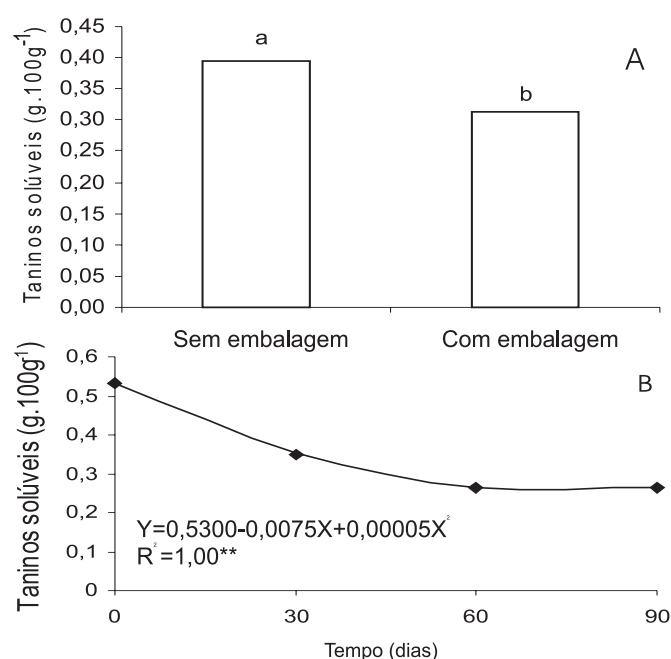 Taninos solúveis (g.100g⁻¹)
0,45
0,40
0,35
0,30
0,25
0,20
0,15
0,10
0,05
0,00
a
b
A
Sem embalagem
Com embalagem
Taninos solúveis (g.100g⁻¹)
0,6
0,5
0,4
0,3
0,2
0,1
0
B
Y=0,5300-0,0075X+0,00005X²
R²=1,00**
0
30
60
90
Tempo (dias)